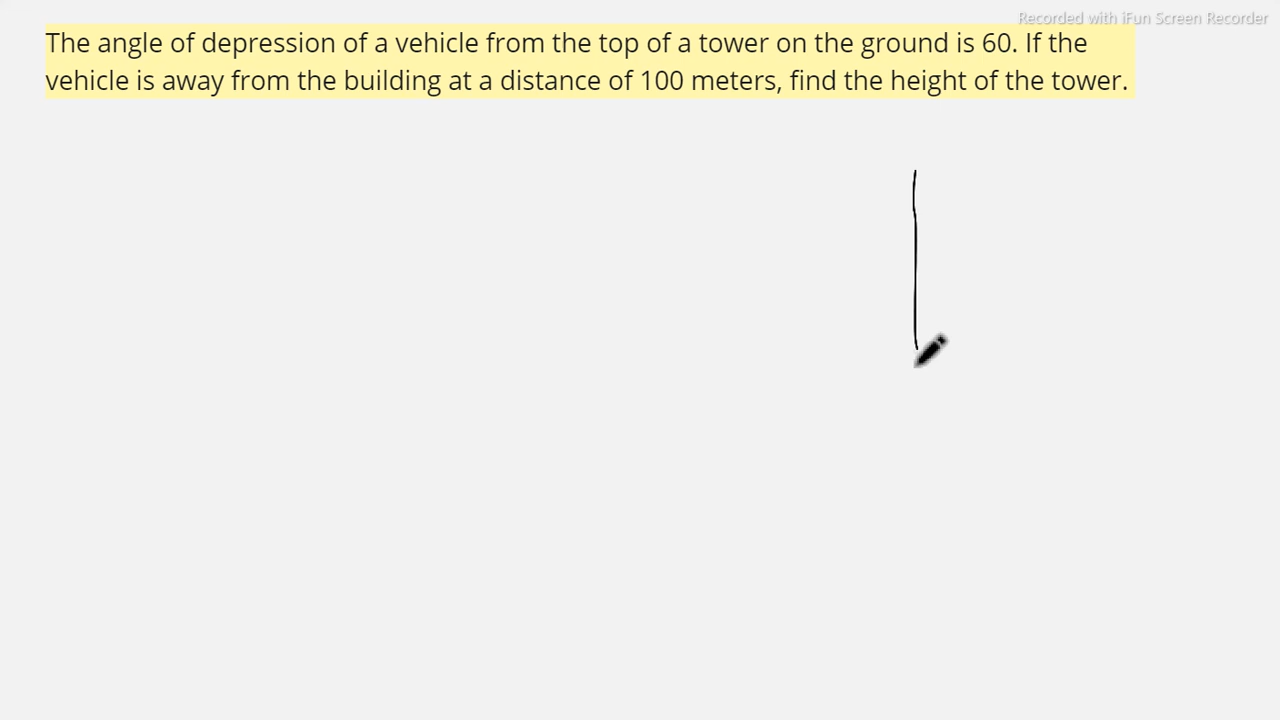 Recorded with iFun Screen Recorder
The angle of depression of a vehicle from the top of a tower on the ground is 60. If the
vehicle is away from the building at a distance of 100 meters, find the height of the tower.